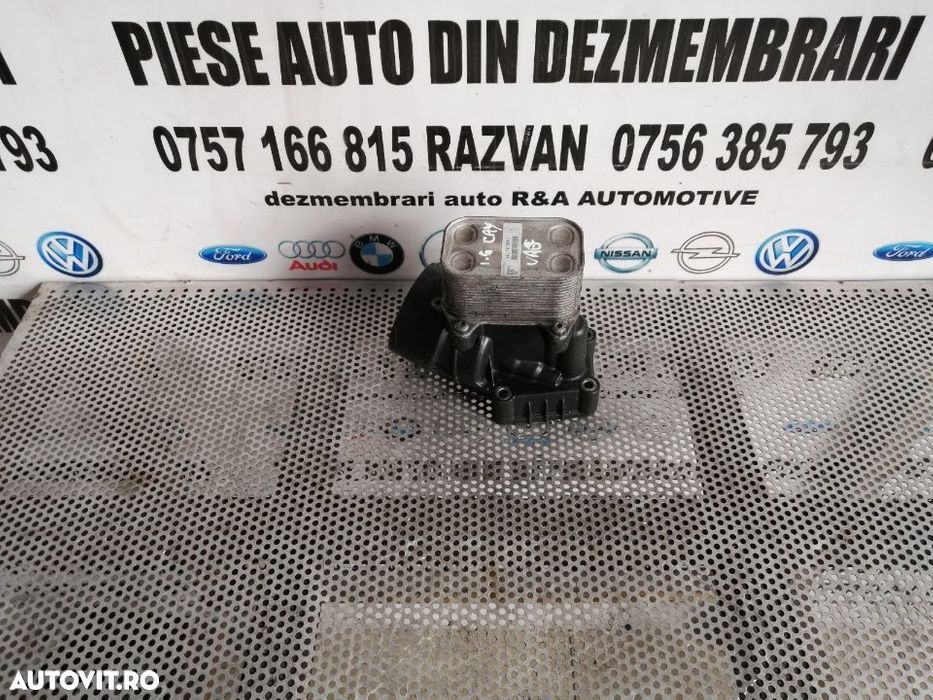 PIESE AUTO DIN DEZMEMBRARI
93 0757 166 815 RAZVAN 0756 385 793
dezmembrari auto R&A AUTOMOTIVE
Ford Audi BMW NISSAN Ford
1.6 CAY
AUTOVIT.RO